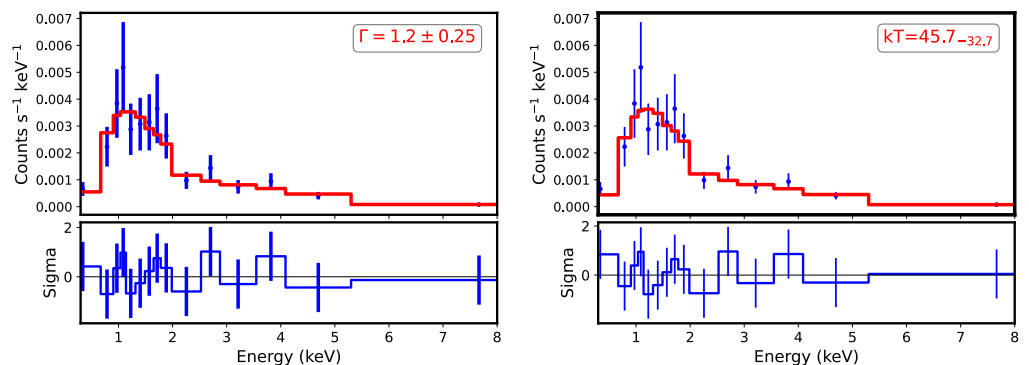 0.007
0.006
0.005
0.004
0.003
0.002
0.001
0.000
Counts s⁻¹ keV⁻¹
Γ = 1.2 ± 0.25
2
0
Sigma
1 2 3 4 5 6 7 8
Energy (keV)
0.007
0.006
0.005
0.004
0.003
0.002
0.001
0.000
Counts s⁻¹ keV⁻¹
kT=45.7₋₃₂.₇
2
0
Sigma
1 2 3 4 5 6 7 8
Energy (keV)